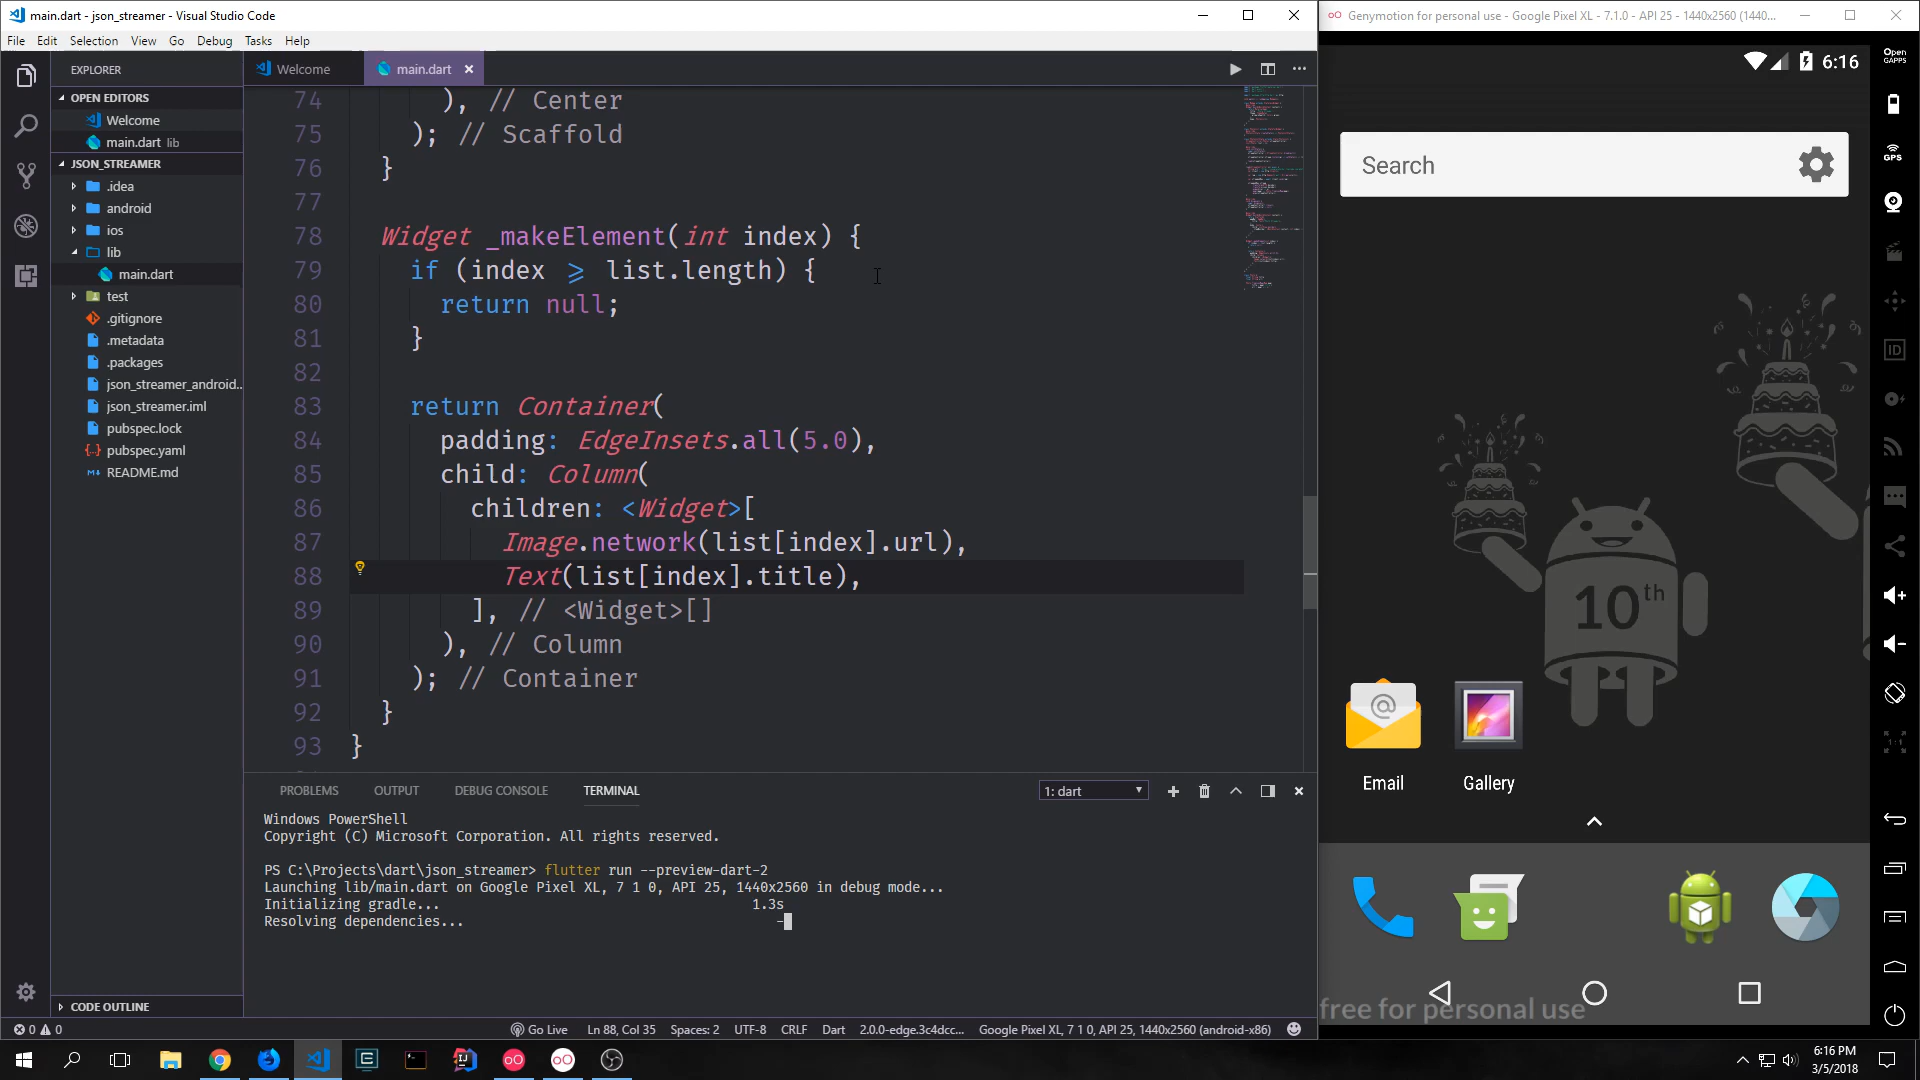 main.dart - json_streamer - Visual Studio Code
File Edit Selection View Go Debug Tasks Help
EXPLORER
OPEN EDITORS
Welcome
main.dart lib
JSON_STREAMER
.idea
android
ios
lib
main.dart
test
.gitignore
.metadata
.packages
json_streamer_android...
json_streamer.iml
pubspec.lock
pubspec.yaml
README.md
CODE OUTLINE
Welcome
main.dart
74 ), // Center
75 ); // Scaffold
76 }
77
78 Widget _makeElement(int index) {
79 if (index ≥ list.length) {
80 return null;
81 }
82
83 return Container(
84 padding: EdgeInsets.all(5.0),
85 child: Column(
86 children: <Widget>[
87 Image.network(list[index].url),
88 Text(list[index].title),
89 ], // <Widget>[]
90 ), // Column
91 ); // Container
92 }
93 }
PROBLEMS OUTPUT DEBUG CONSOLE TERMINAL
1: dart
Windows PowerShell
Copyright (C) Microsoft Corporation. All rights reserved.
PS C:\Projects\dart\json_streamer> flutter run --preview-dart-2
Launching lib/main.dart on Google Pixel XL, 7 1 0, API 25, 1440x2560 in debug mode...
Initializing gradle... 1.3s
Resolving dependencies... -
0 0 Go Live Ln 88, Col 35 Spaces: 2 UTF-8 CRLF Dart 2.0.0-edge.3c4dcc... Google Pixel XL, 7 1 0, API 25, 1440x2560 (android-x86)
Genymotion for personal use - Google Pixel XL - 7.1.0 - API 25 - 1440x2560 (1440...
6:16
Search
10th
Email
Gallery
free for personal use
Open
GAPPS
GPS
ID
1:1
6:16 PM
3/5/2018